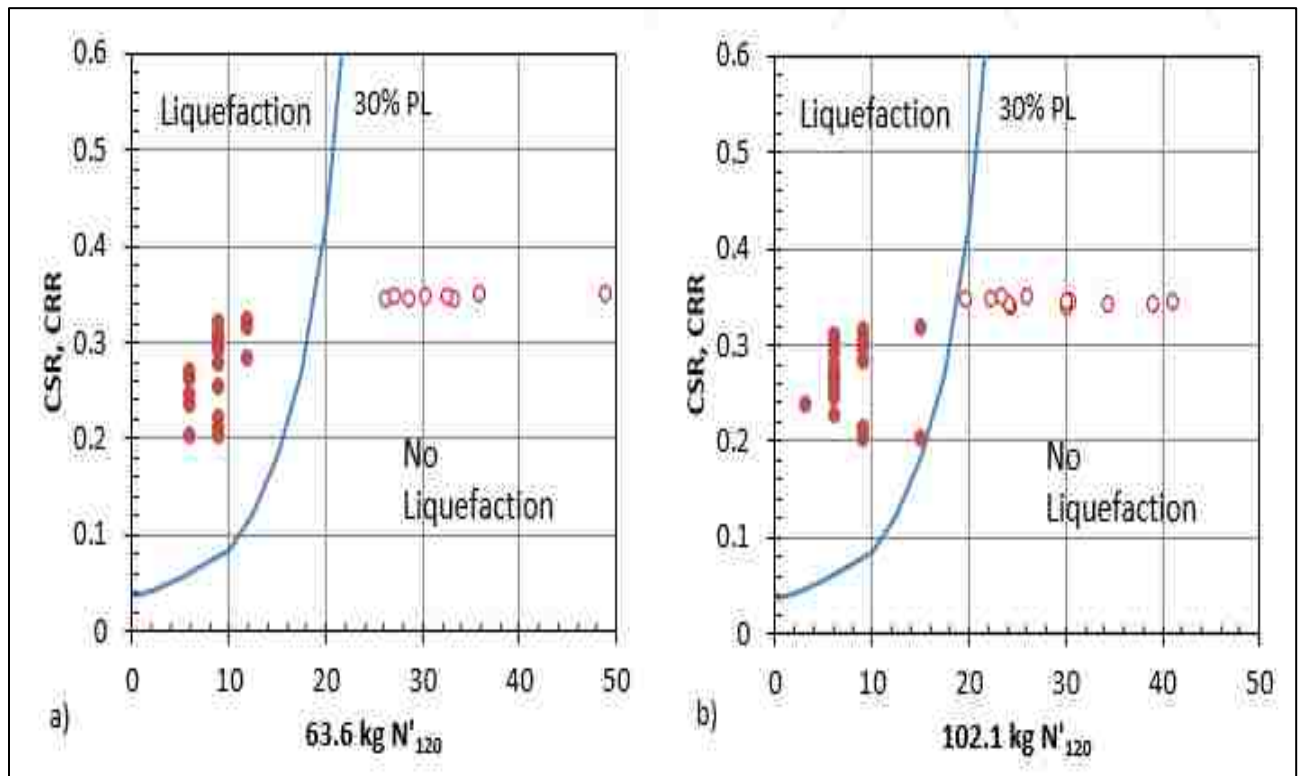 0.6
0.5
0.4
0.3
0.2
0.1
0
CSR, CRR
Liquefaction
30% PL
No
Liquefaction
0 10 20 30 40 50
a)
63.6 kg N'120
0.6
0.5
0.4
0.3
0.2
0.1
0
CSR, CRR
Liquefaction
30% PL
No
Liquefaction
0 10 20 30 40 50
b)
102.1 kg N'120